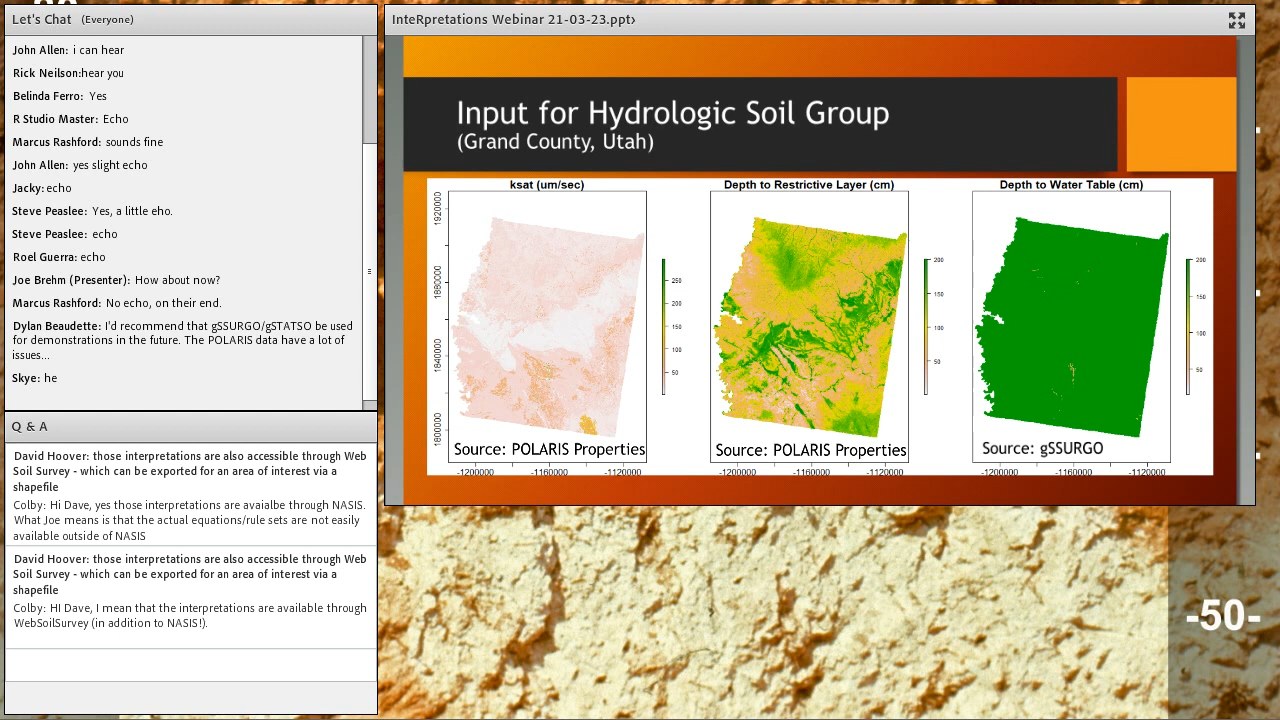 Let's Chat (Everyone)
John Allen: i can hear
Rick Neilson:hear you
Belinda Ferro: Yes
R Studio Master: Echo
Marcus Rashford: sounds fine
John Allen: yes slight echo
Jacky: echo
Steve Peaslee: Yes, a little eho.
Steve Peaslee: echo
Roel Guerra: echo
Joe Brehm (Presenter): How about now?
Marcus Rashford: No echo, on their end.
Dylan Beaudette: I'd recommend that gSSURGO/gSTATSO be used
for demonstrations in the future. The POLARIS data have a lot of
issues...
Skye: he
Q & A
David Hoover: those interpretations are also accessible through Web
Soil Survey - which can be exported for an area of interest via a
shapefile
Colby: Hi Dave, yes those interpretations are avaialbe through NASIS.
What Joe means is that the actual equations/rule sets are not easily
available outside of NASIS
David Hoover: those interpretations are also accessible through Web
Soil Survey - which can be exported for an area of interest via a
shapefile
Colby: HI Dave, I mean that the interpretations are available through
WebSoilSurvey (in addition to NASIS!).
InteRpretations Webinar 21-03-23.ppt›
Input for Hydrologic Soil Group
(Grand County, Utah)
ksat (um/sec)
1920000
1880000
1840000
1800000
250
200
150
100
50
Source: POLARIS Properties
-1200000 -1160000 -1120000
Depth to Restrictive Layer (cm)
200
150
100
50
Source: POLARIS Properties
-1200000 -1160000 -1120000
Depth to Water Table (cm)
200
150
100
50
Source: gSSURGO
-1200000 -1160000 -1120000
-50-